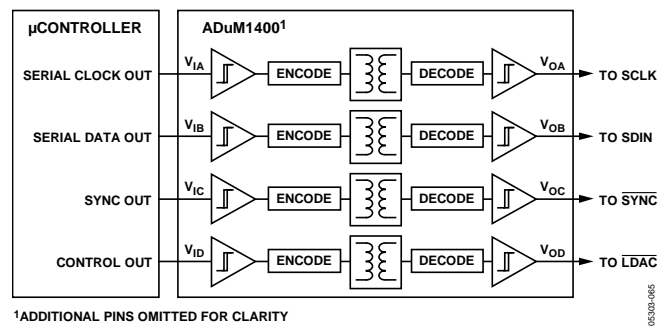 µCONTROLLER
ADuM1400¹
SERIAL CLOCK OUT
V_IA
ENCODE
DECODE
V_OA
TO SCLK
SERIAL DATA OUT
V_IB
ENCODE
DECODE
V_OB
TO SDIN
SYNC OUT
V_IC
ENCODE
DECODE
V_OC
TO S̅Y̅N̅C̅
CONTROL OUT
V_ID
ENCODE
DECODE
V_OD
TO L̅D̅A̅C̅
¹ADDITIONAL PINS OMITTED FOR CLARITY
05303-065